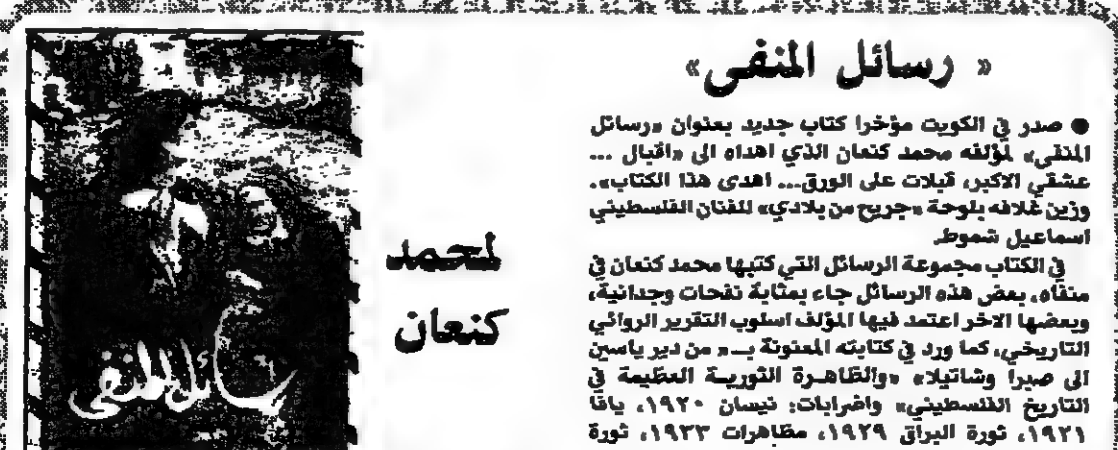 « رسائل المنفى»
● صدر في الكويت مؤخرا كتاب جديد بعنوان «رسائل
المنفى» لمؤلفه محمد كنعان الذي اهداه الى «اقبال ...
عشقي الاكبر، قبلات على الورق... اهدى هذا الكتاب».
وزين غلافه بلوحة «جريح من بلادي» للفنان الفلسطيني
اسماعيل شموط.
في الكتاب مجموعة الرسائل التي كتبها محمد كنعان في
منفاه، بعض هذه الرسائل جاء بمثابة نفحات وجدانية،
وبعضها الاخر اعتمد فيها المؤلف اسلوب التقرير الروائي
التاريخي، كما ورد في كتابته المعنونة بـ« من دير ياسين
الى صبرا وشاتيلا» «والظاهرة الثورية العظيمة في
التاريخ الفلسطيني» واضرابات: نيسان ١٩٢٠، يافا
١٩٢١، ثورة البراق ١٩٢٩، مظاهرات ١٩٣٣، ثورة
لمحمد
كنعان
رسائل المنفى